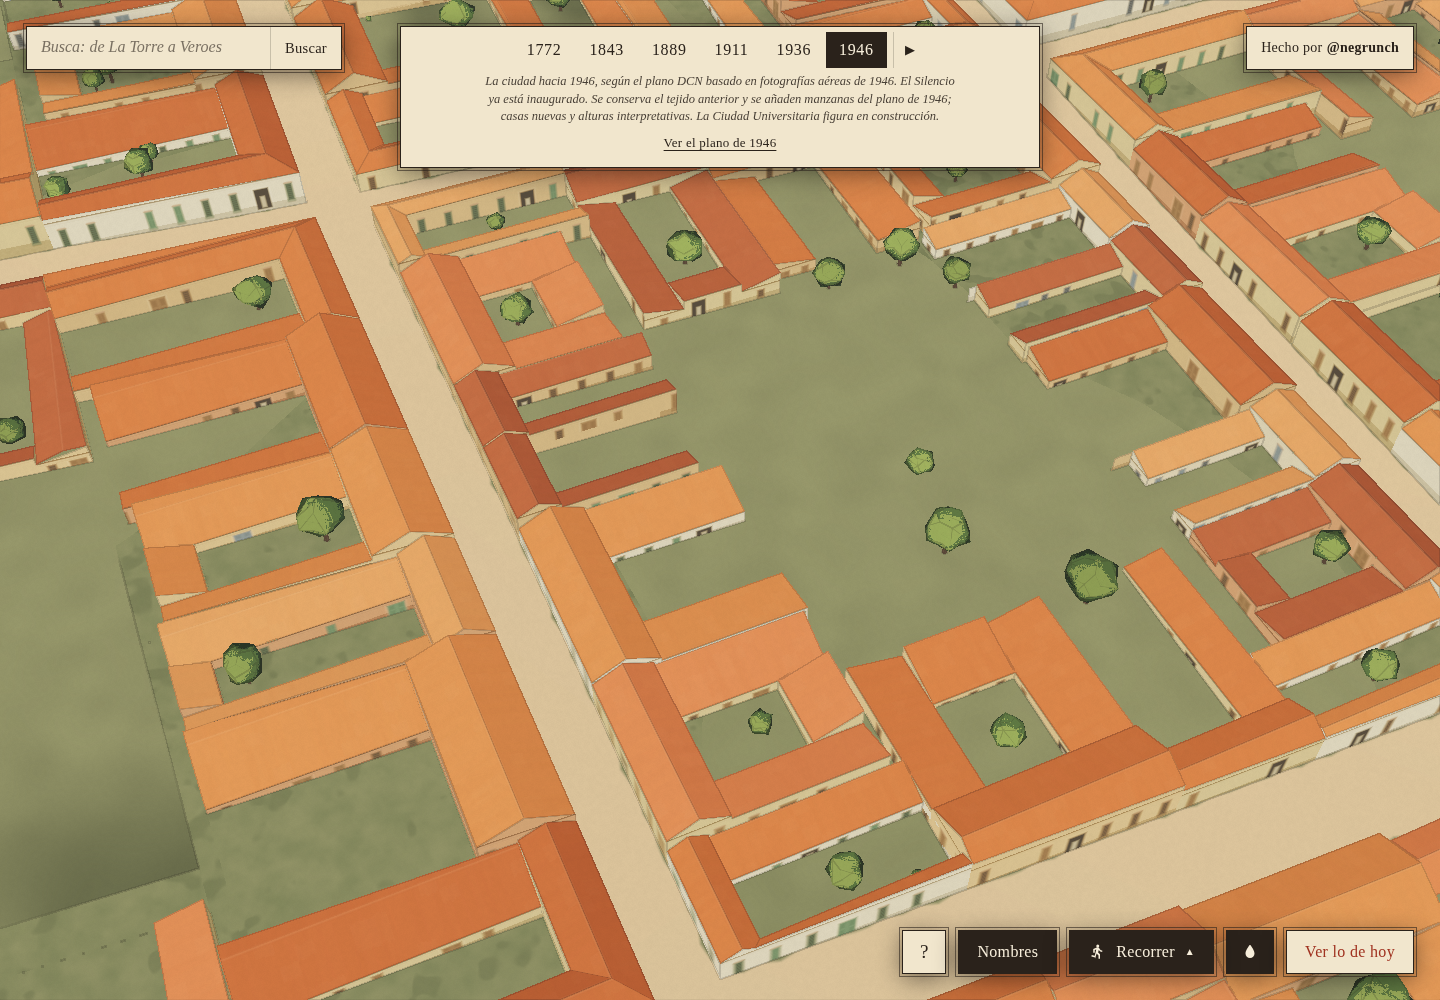 Busca: de La Torre a Veroes
Buscar
1772 1843 1889 1911 1936 1946 ▶
La ciudad hacia 1946, según el plano DCN basado en fotografías aéreas de 1946. El Silencio
ya está inaugurado. Se conserva el tejido anterior y se añaden manzanas del plano de 1946;
casas nuevas y alturas interpretativas. La Ciudad Universitaria figura en construcción.
Ver el plano de 1946
Hecho por @negrunch
?
Nombres
Recorrer ▲
Ver lo de hoy